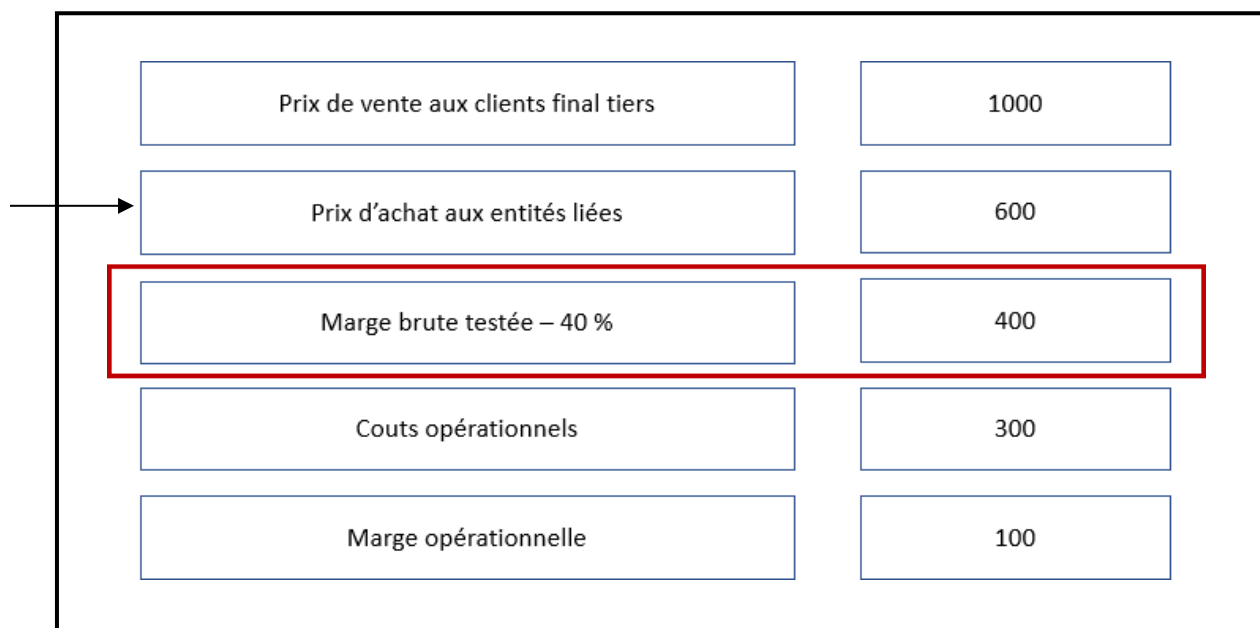 Prix de vente aux clients final tiers 1000
Prix d’achat aux entités liées 600
Marge brute testée – 40 % 400
Couts opérationnels 300
Marge opérationnelle 100